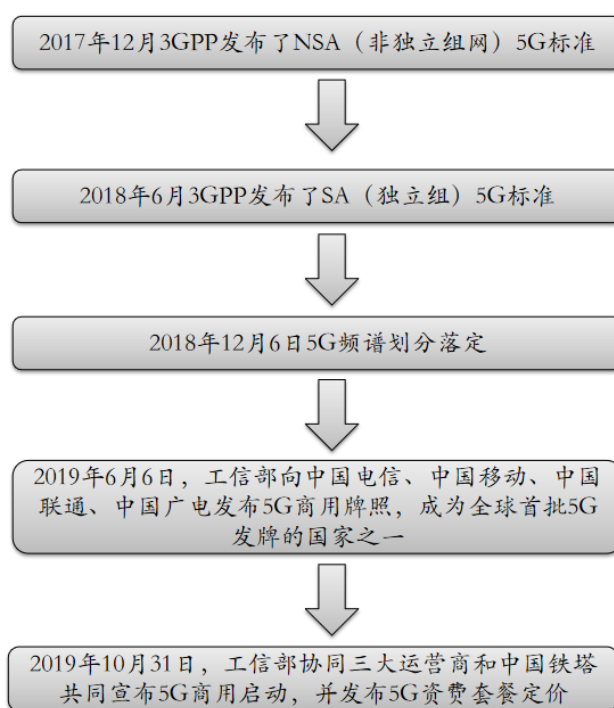 2017年12月3GPP发布了NSA（非独立组网）5G标准
2018年6月3GPP发布了SA（独立组）5G标准
2018年12月6日5G频谱划分落定
2019年6月6日，工信部向中国电信、中国移动、中国
联通、中国广电发布5G商用牌照，成为全球首批5G
发牌的国家之一
2019年10月31日，工信部协同三大运营商和中国铁塔
共同宣布5G商用启动，并发布5G资费套餐定价